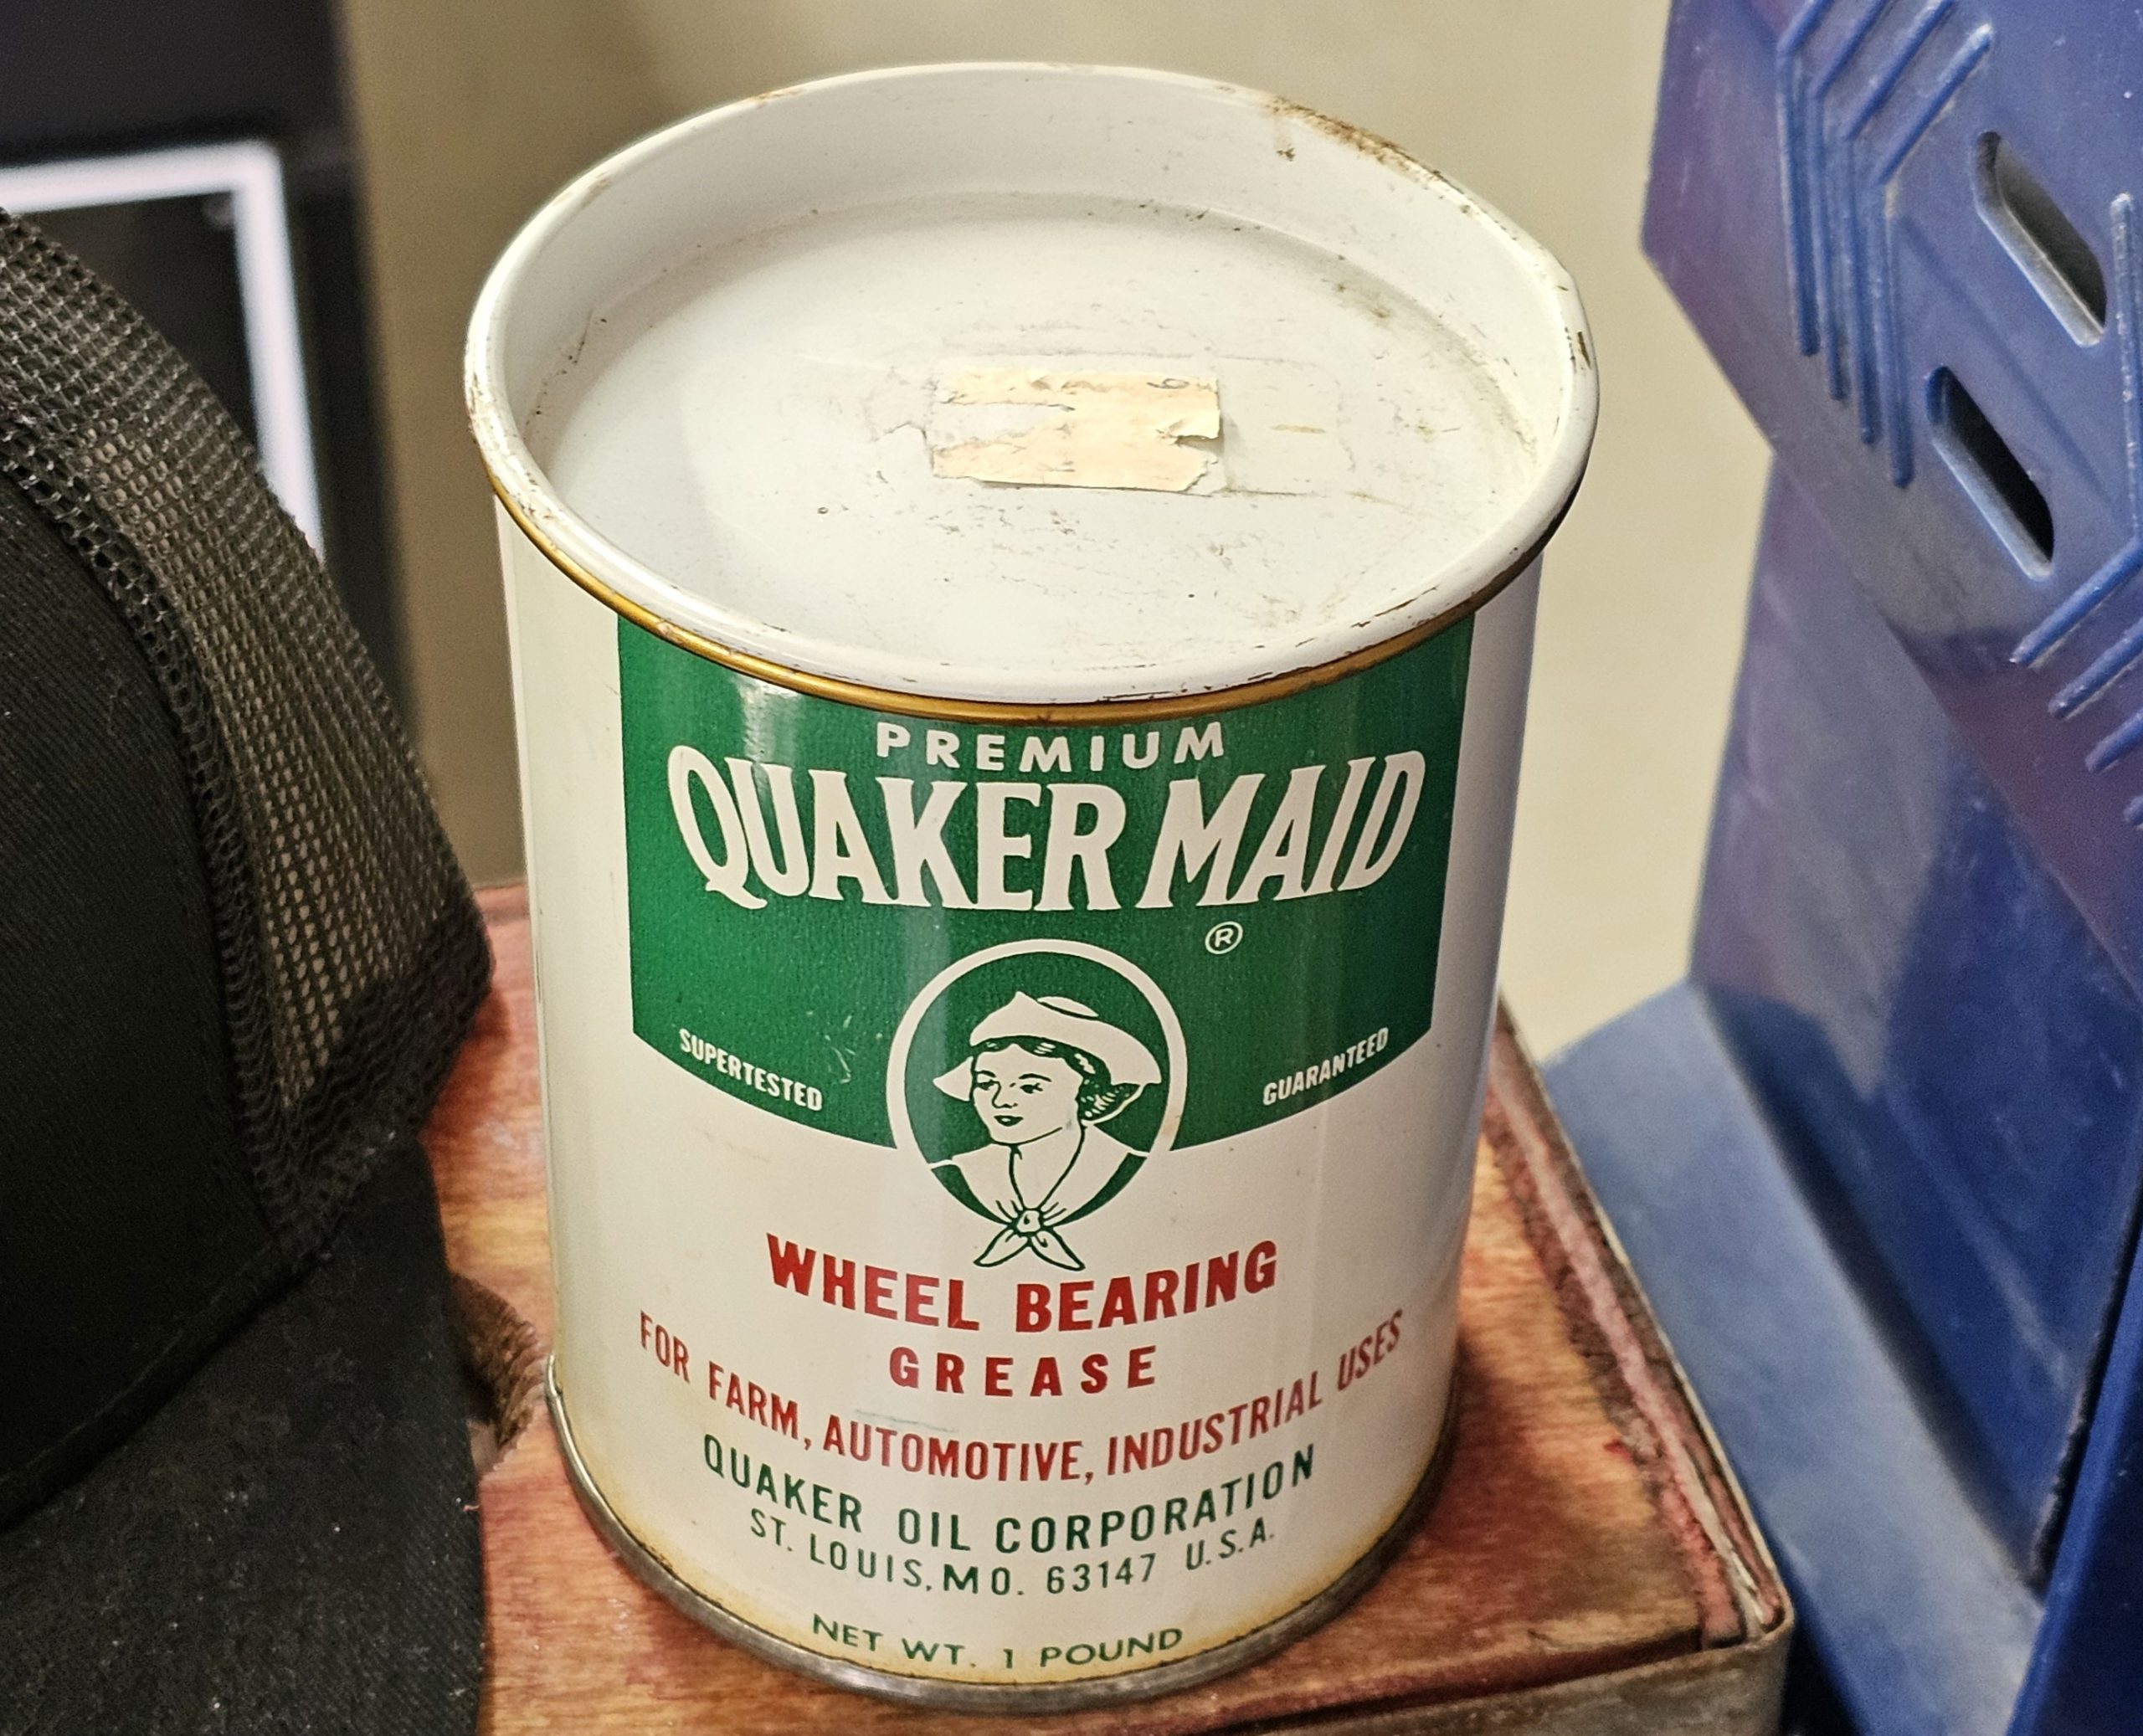 PREMIUM
QUAKER MAID
®
SUPERTESTED
GUARANTEED
WHEEL BEARING
GREASE
FOR FARM, AUTOMOTIVE, INDUSTRIAL USES
QUAKER OIL CORPORATION
ST. LOUIS, MO. 63147 U.S.A.
NET WT. 1 POUND